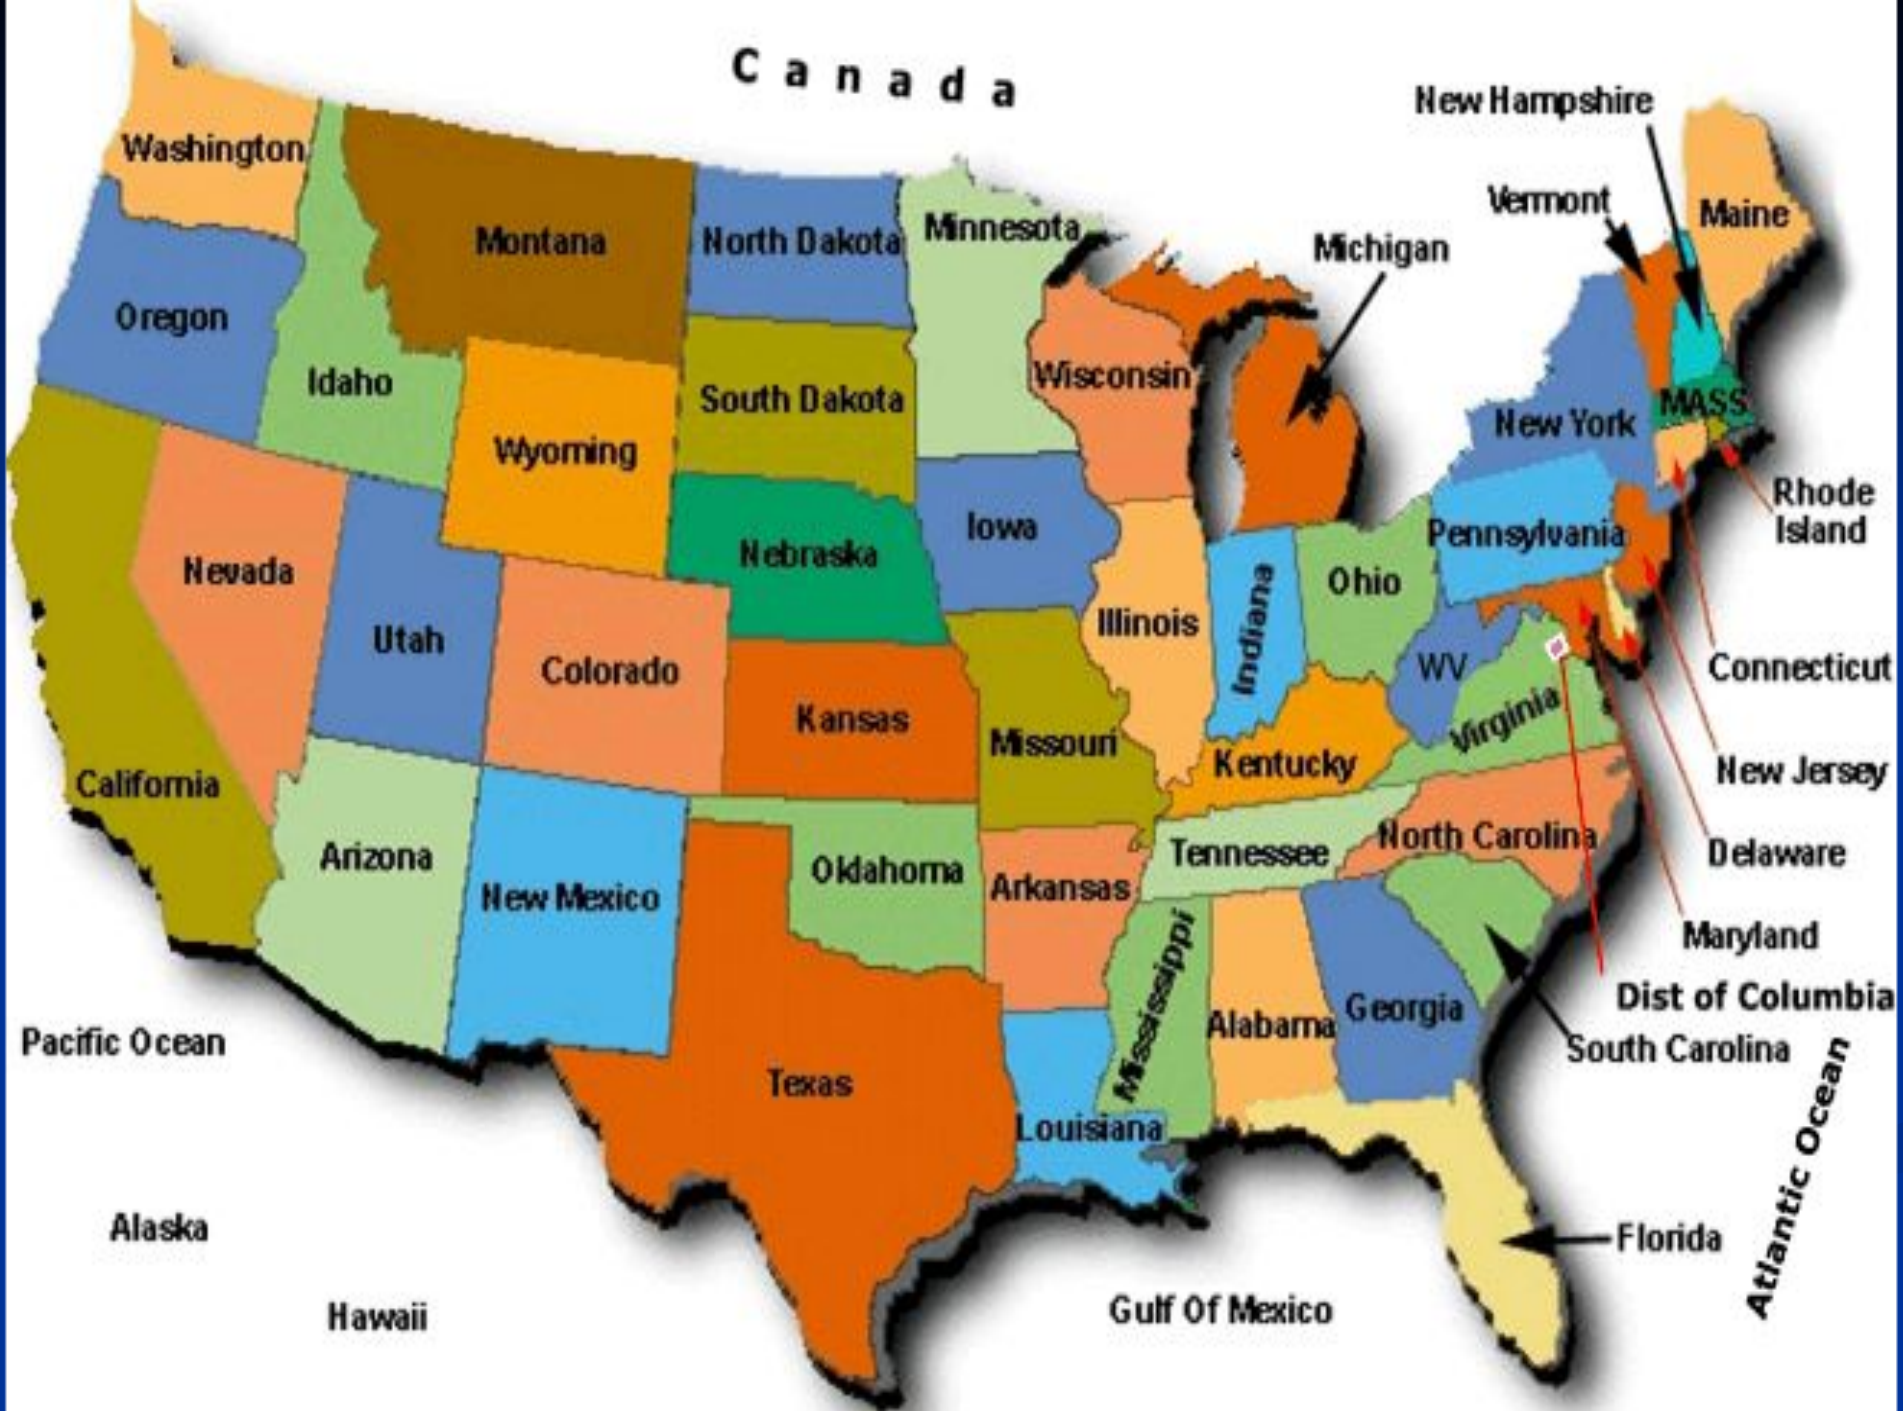 Canada
New Hampshire
Washington
Vermont
Maine
Minnesota
Montana
North Dakota
Michigan
Oregon
Idaho
Wisconsin
South Dakota
MASS
New York
Wyoming
Rhode
Island
Iowa
Pennsylvania
Nebraska
Nevada
Ohio
Illinois
Indiana
Utah
WV
Connecticut
Colorado
Kansas
Virginia
Missouri
Kentucky
New Jersey
California
North Carolina
Arizona
Tennessee
Delaware
Oklahoma
Arkansas
New Mexico
Maryland
Mississippi
Dist of Columbia
Georgia
Alabama
Pacific Ocean
South Carolina
Texas
Louisiana
Atlantic Ocean
Alaska
Florida
Hawaii
Gulf Of Mexico